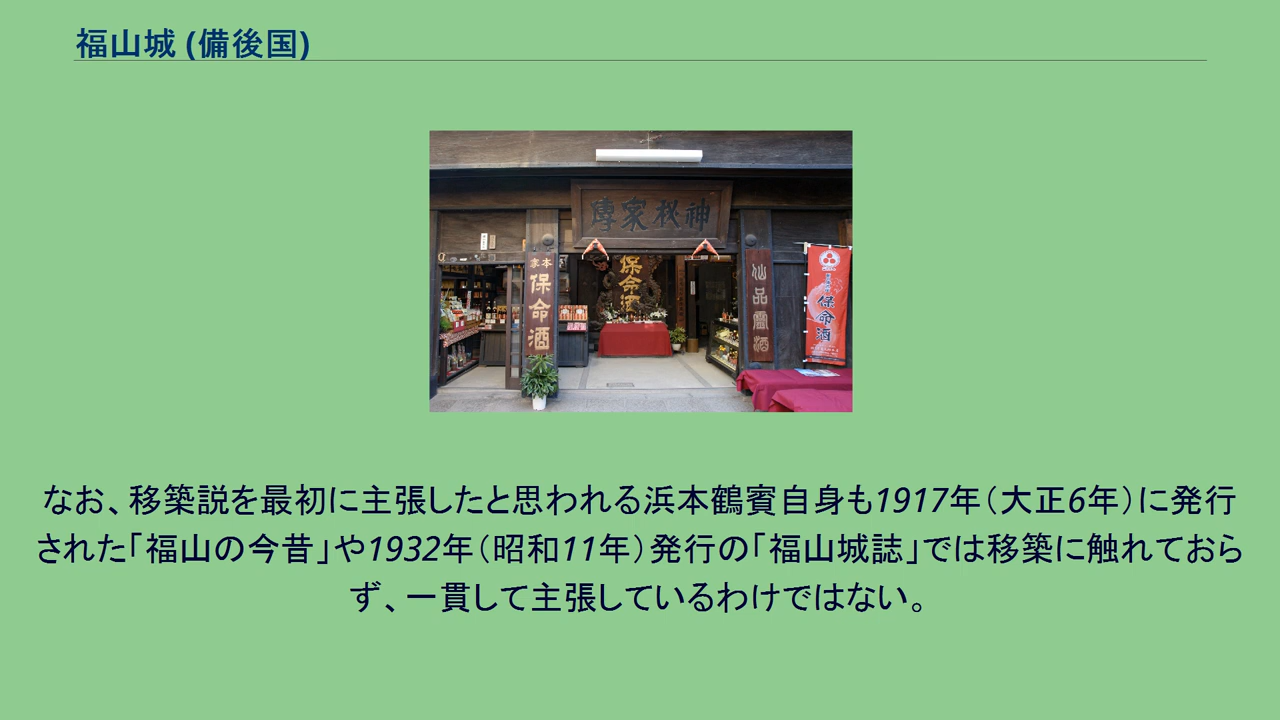 福山城 (備後国)
傳家秘神
本家
保命酒
保命酒
仙品靈酒
保命酒
なお、移築説を最初に主張したと思われる浜本鶴賓自身も1917年（大正6年）に発行
された「福山の今昔」や1932年（昭和11年）発行の「福山城誌」では移築に触れておら
ず、一貫して主張しているわけではない。